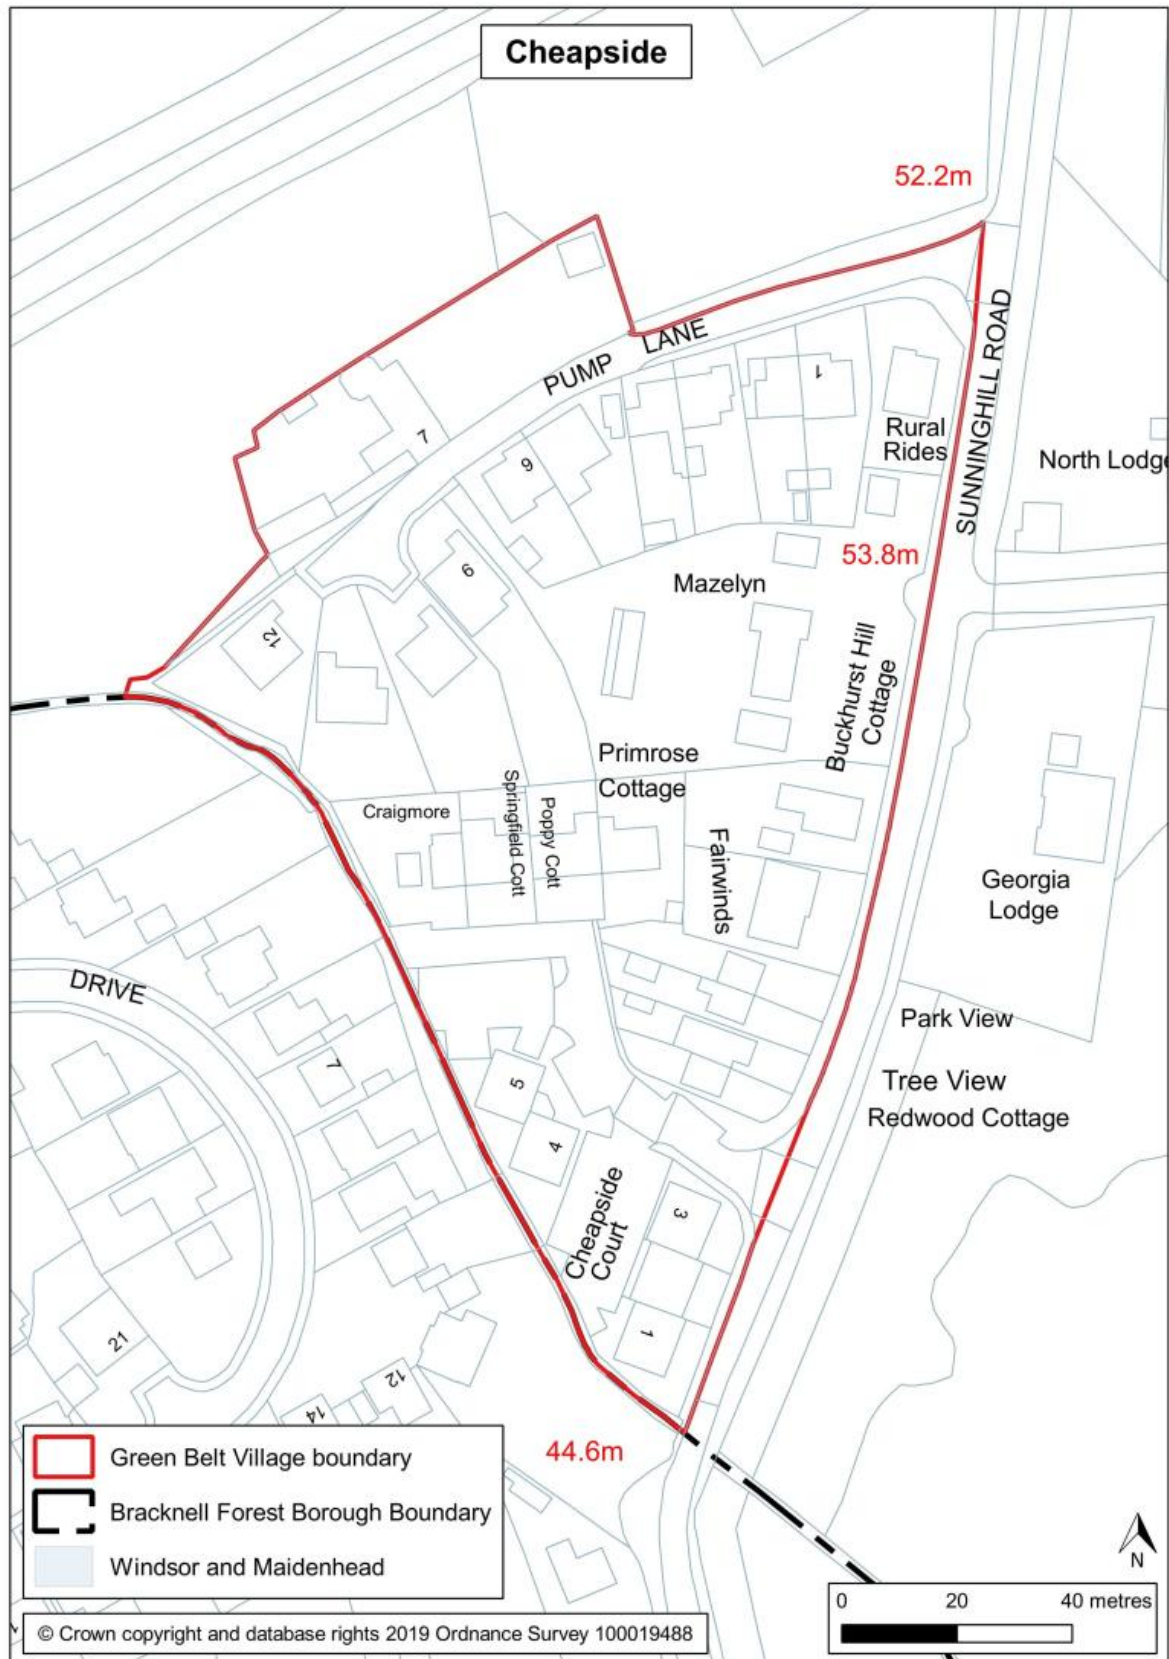 Cheapside
52.2m
PUMP LANE
SUNNINGHILL ROAD
1
7
Rural
Rides
North Lodge
9
53.8m
9
Mazelyn
12
Buckhurst Hill
Cottage
Primrose
Cottage
Craigmore
Springfield Cott
Poppy Cott
Fairwinds
Georgia
Lodge
DRIVE
Park View
7
5
Tree View
Redwood Cottage
4
Cheapside
Court
3
1
21
12
14
44.6m
Green Belt Village boundary
Bracknell Forest Borough Boundary
Windsor and Maidenhead
N
0 20 40 metres
© Crown copyright and database rights 2019 Ordnance Survey 100019488